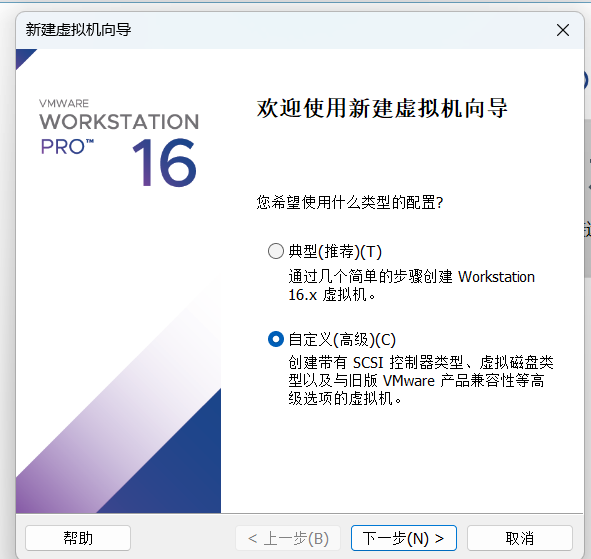 新建虚拟机向导
VMWARE
WORKSTATION
PRO™ 16
欢迎使用新建虚拟机向导
您希望使用什么类型的配置?
典型(推荐)(T)
通过几个简单的步骤创建 Workstation
16.x 虚拟机。
自定义(高级)(C)
创建带有 SCSI 控制器类型、虚拟磁盘类
型以及与旧版 VMware 产品兼容性等高
级选项的虚拟机。
帮助
< 上一步(B)
下一步(N) >
取消